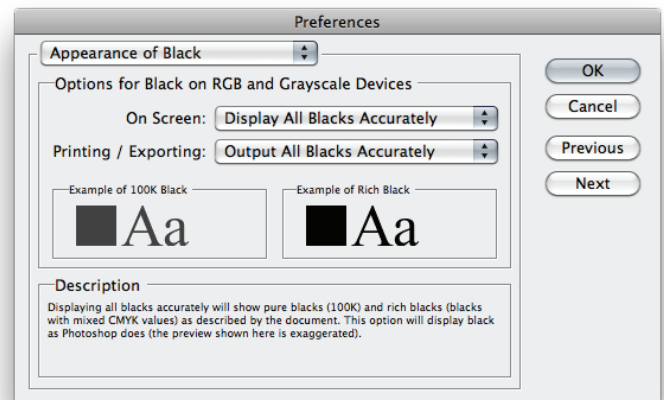 Preferences
Appearance of Black
Options for Black on RGB and Grayscale Devices
On Screen: Display All Blacks Accurately
Printing / Exporting: Output All Blacks Accurately
Example of 100K Black
Aa
Example of Rich Black
Aa
Description
Displaying all blacks accurately will show pure blacks (100K) and rich blacks (blacks
with mixed CMYK values) as described by the document. This option will display black
as Photoshop does (the preview shown here is exaggerated).
OK
Cancel
Previous
Next